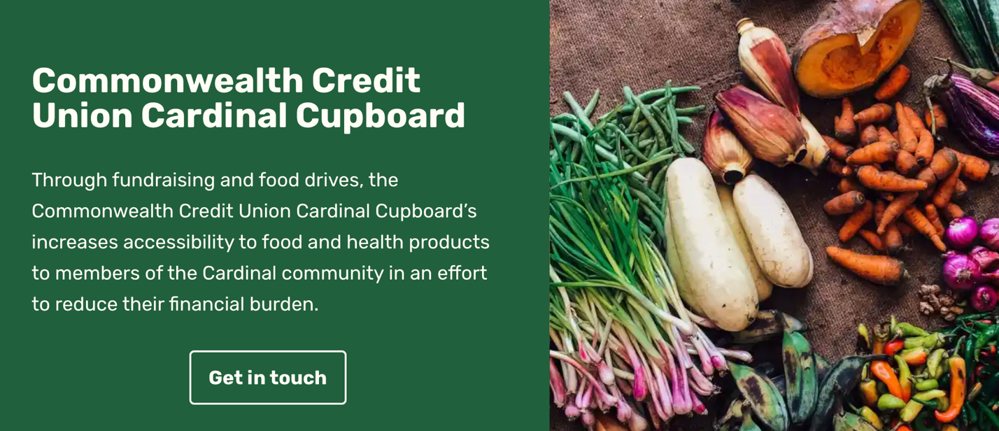 Commonwealth Credit
Union Cardinal Cupboard
Through fundraising and food drives, the
Commonwealth Credit Union Cardinal Cupboard’s
increases accessibility to food and health products
to members of the Cardinal community in an effort
to reduce their financial burden.
Get in touch